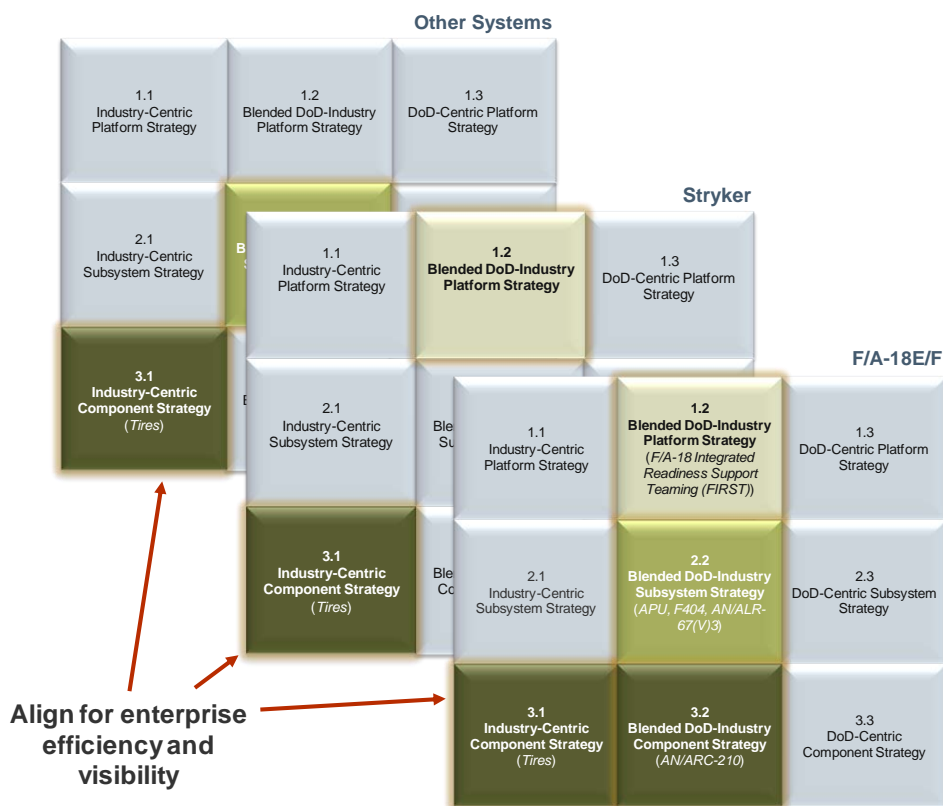 Other Systems
1.1
Industry-Centric
Platform Strategy
1.2
Blended DoD-Industry
Platform Strategy
1.3
DoD-Centric Platform
Strategy
2.1
Industry-Centric
Subsystem Strategy
3.1
Industry-Centric
Component Strategy
(Tires)
Stryker
1.1
Industry-Centric
Platform Strategy
1.2
Blended DoD-Industry
Platform Strategy
1.3
DoD-Centric Platform
Strategy
2.1
Industry-Centric
Subsystem Strategy
3.1
Industry-Centric
Component Strategy
(Tires)
F/A-18E/F
1.1
Industry-Centric
Platform Strategy
1.2
Blended DoD-Industry
Platform Strategy
(F/A-18 Integrated
Readiness Support
Teaming (FIRST))
1.3
DoD-Centric Platform
Strategy
2.1
Industry-Centric
Subsystem Strategy
2.2
Blended DoD-Industry
Subsystem Strategy
(APU, F404, AN/ALR-
67(V)3)
2.3
DoD-Centric Subsystem
Strategy
3.1
Industry-Centric
Component Strategy
(Tires)
3.2
Blended DoD-Industry
Component Strategy
(AN/ARC-210)
3.3
DoD-Centric
Component Strategy
Align for enterprise
efficiency and
visibility